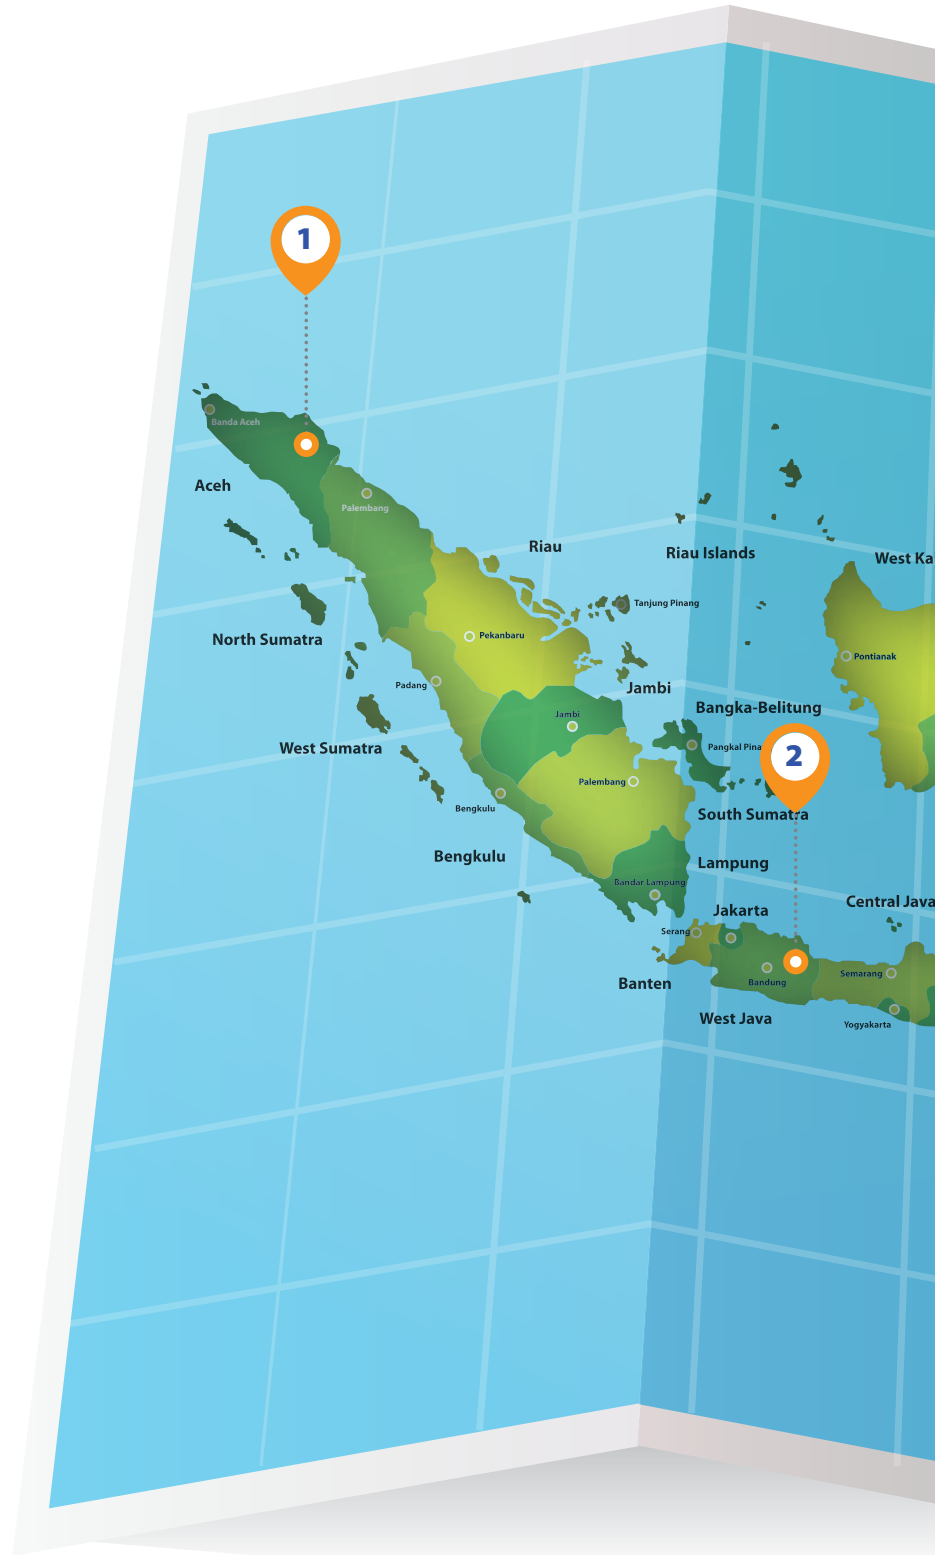 1
Banda Aceh
Aceh
Palembang
Riau
Riau Islands
West Ka
Tanjung Pinang
North Sumatra
Pekanbaru
Pontianak
Padang
Jambi
Bangka-Belitung
Jambi
West Sumatra
Pangkal Pina
2
Palembang
Bengkulu
South Sumatra
Bengkulu
Lampung
Bandar Lampung
Central Java
Jakarta
Serang
Semarang
Banten
Bandung
West Java
Yogyakarta